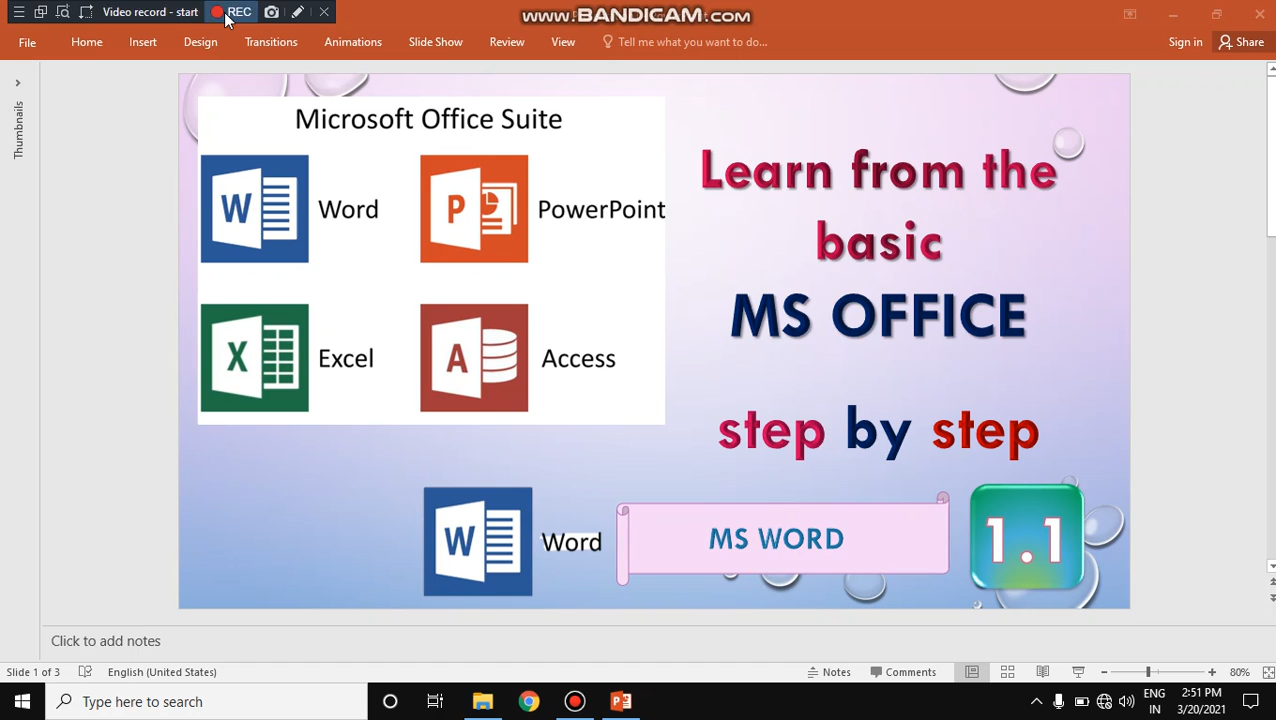 Video record - start
REC
www.BANDICAM.com
File Home Insert Design Transitions Animations Slide Show Review View Tell me what you want to do... Sign in Share
Thumbnails
Microsoft Office Suite
W Word
P PowerPoint
X Excel
A Access
Learn from the
basic
MS OFFICE
step by step
W Word
MS WORD
1.1
Click to add notes
Slide 1 of 3 English (United States) Notes Comments 80%
Type here to search
ENG
IN
2:51 PM
3/20/2021